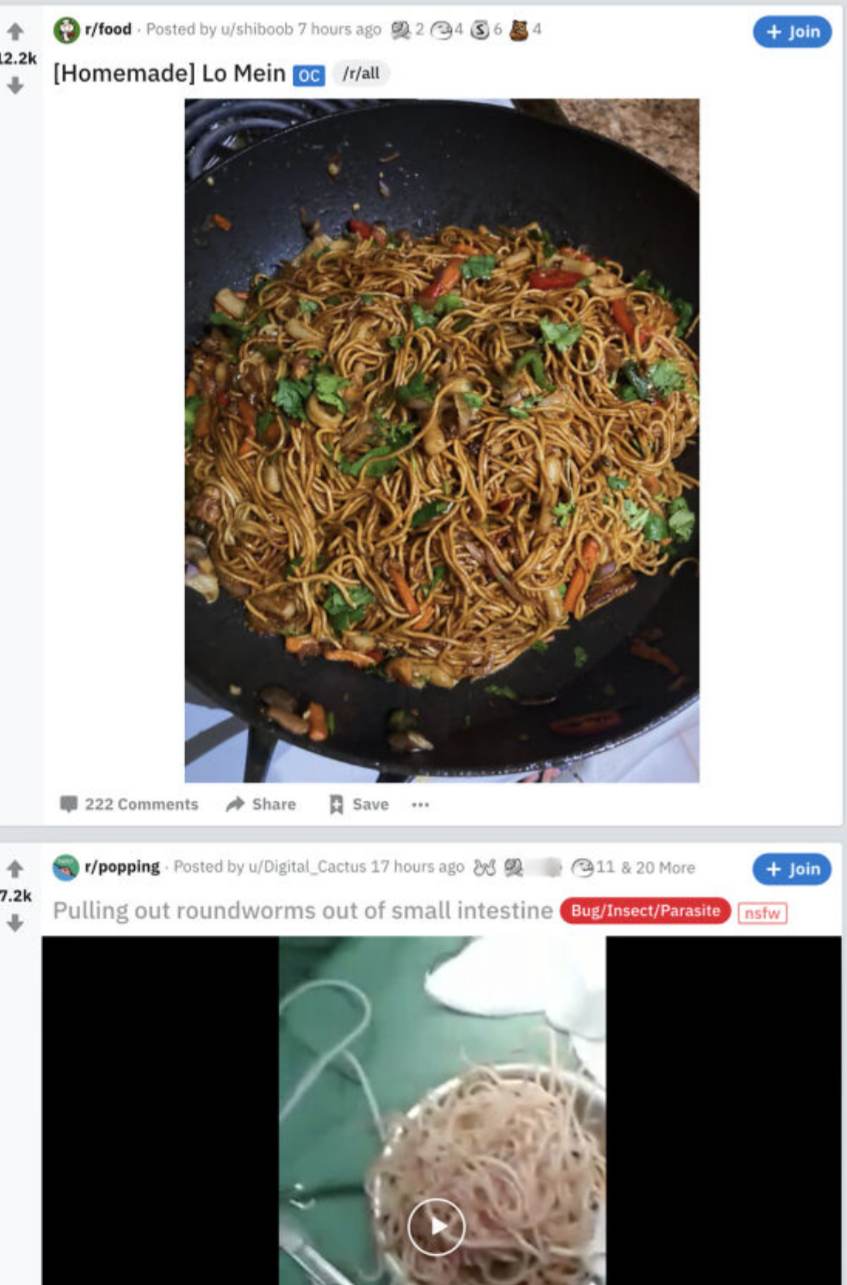 r/food · Posted by u/shiboob 7 hours ago 2 4 S 6 4
+ Join
12.2k
[Homemade] Lo Mein OC /r/all
222 Comments Share Save ...
r/popping · Posted by u/Digital_Cactus 17 hours ago 11 & 20 More
+ Join
7.2k
Pulling out roundworms out of small intestine Bug/Insect/Parasite nsfw